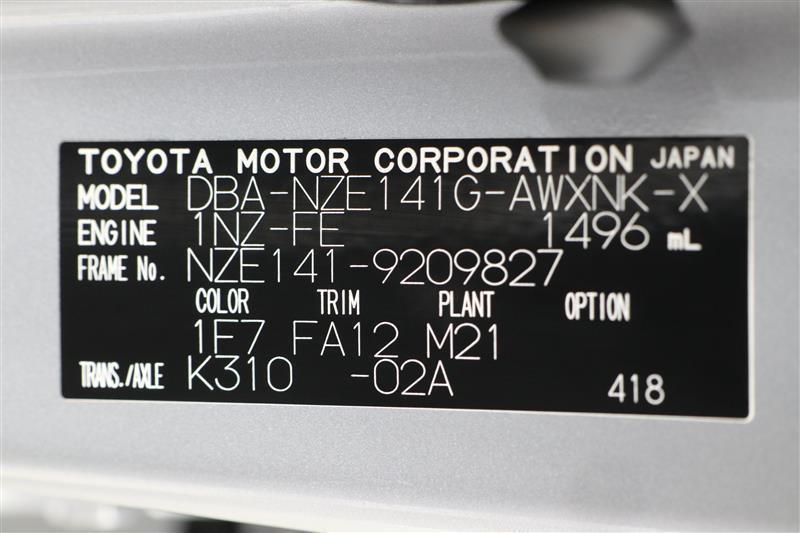 TOYOTA MOTOR CORPORATION JAPAN
MODEL DBA-NZE141G-AWXNK-X
ENGINE 1NZ-FE 1496 mL
FRAME No. NZE141-9209827
COLOR TRIM PLANT OPTION
1E7 FA12 M21
TRANS./AXLE K310 -02A 418